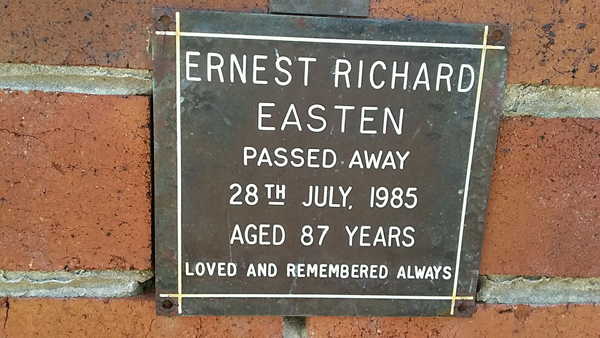 ERNEST RICHARD
EASTEN
PASSED AWAY
28TH JULY, 1985
AGED 87 YEARS
LOVED AND REMEMBERED ALWAYS